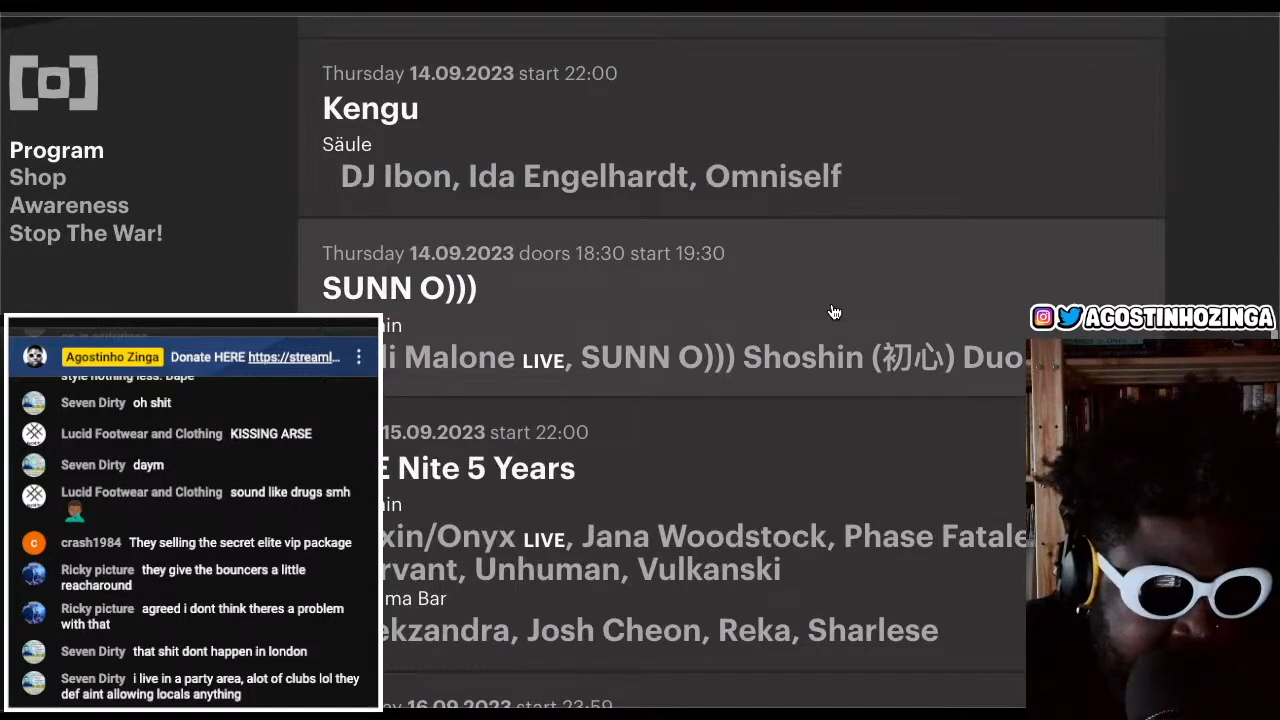 Thursday 14.09.2023 start 22:00
Kengu
Säule
DJ Ibon, Ida Engelhardt, Omniself
Program
Shop
Awareness
Stop The War!
Thursday 14.09.2023 doors 18:30 start 19:30
SUNN O)))
in
li Malone LIVE, SUNN O))) Shoshin (初心) Duo
15.09.2023 start 22:00
E Nite 5 Years
in
xin/Onyx LIVE, Jana Woodstock, Phase Fatale
rvant, Unhuman, Vulkanski
ma Bar
ekzandra, Josh Cheon, Reka, Sharlese
16.09.2023 start 23:59
Agostinho Zinga Donate HERE https://streaml...
style nothing less. Dape
Seven Dirty oh shit
Lucid Footwear and Clothing KISSING ARSE
Seven Dirty daym
Lucid Footwear and Clothing sound like drugs smh
crash1984 They selling the secret elite vip package
Ricky picture they give the bouncers a little
reacharound
Ricky picture agreed i dont think theres a problem
with that
Seven Dirty that shit dont happen in london
Seven Dirty i live in a party area, alot of clubs lol they
def aint allowing locals anything
AGOSTINHOZINGA